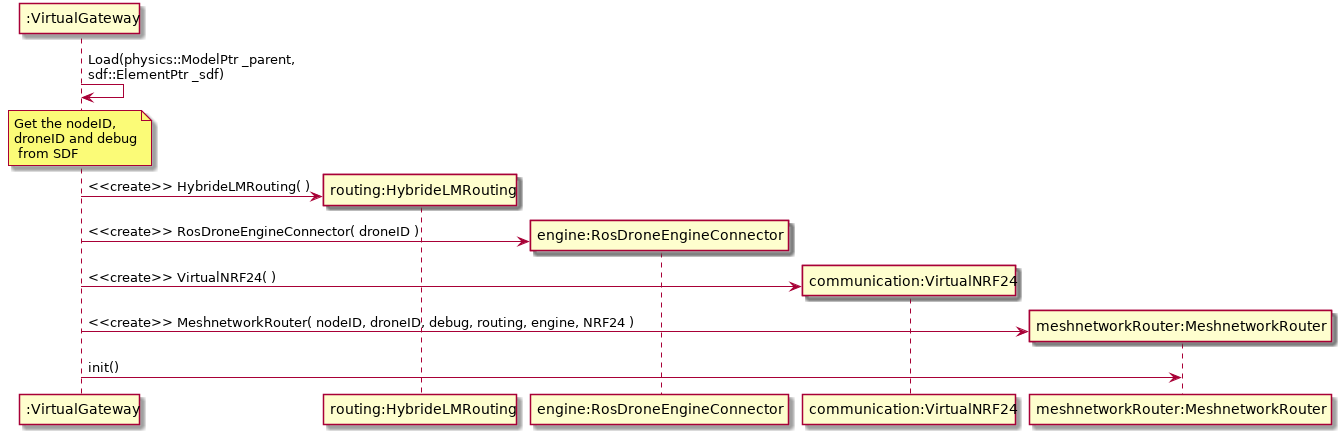 :VirtualGateway
Load(physics::ModelPtr _parent,
sdf::ElementPtr _sdf)
Get the nodeID,
droneID and debug
from SDF
<<create>> HybrideLMRouting( )
routing:HybrideLMRouting
<<create>> RosDroneEngineConnector( droneID )
engine:RosDroneEngineConnector
<<create>> VirtualNRF24( )
communication:VirtualNRF24
<<create>> MeshnetworkRouter( nodeID, droneID, debug, routing, engine, NRF24 )
meshnetworkRouter:MeshnetworkRouter
init()
:VirtualGateway
routing:HybrideLMRouting
engine:RosDroneEngineConnector
communication:VirtualNRF24
meshnetworkRouter:MeshnetworkRouter